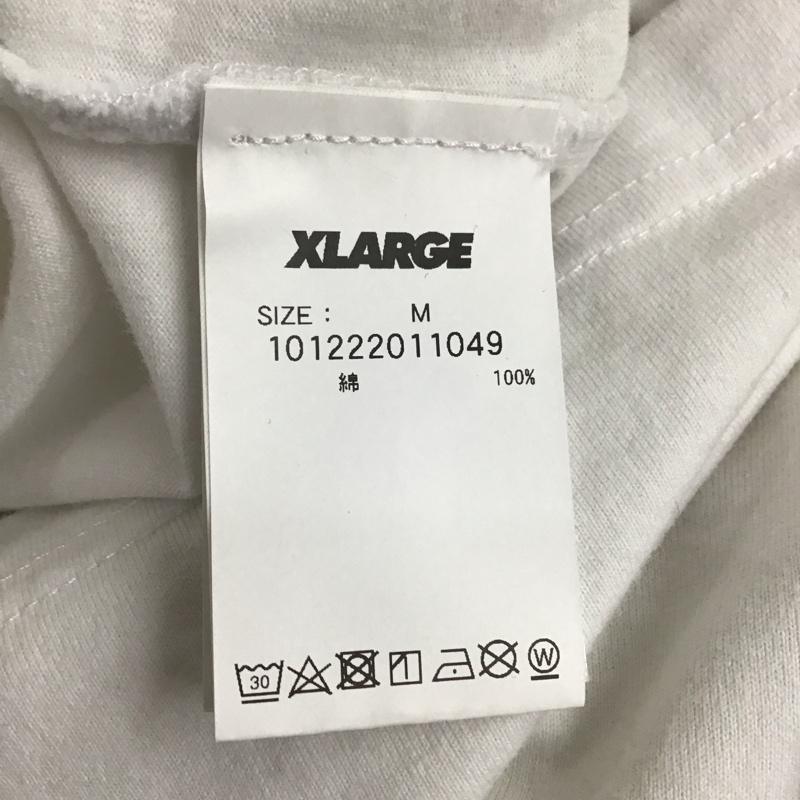 XLARGE
SIZE : M
101222011049
綿 100%
30 W